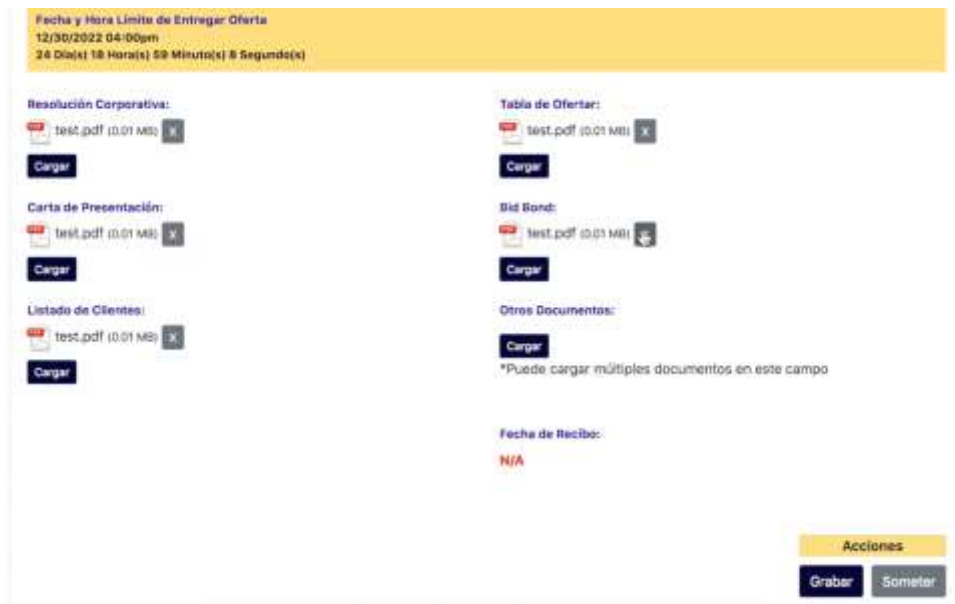 Fecha y Hora Límite de Entregar Oferta
12/30/2022 04:00pm
24 Día(s) 18 Hora(s) 59 Minuto(s) 8 Segundo(s)
Resolución Corporativa:
test.pdf (0.01 MB) X
Cargar
Carta de Presentación:
test.pdf (0.01 MB) X
Cargar
Listado de Clientes:
test.pdf (0.01 MB) X
Cargar
Tabla de Ofertar:
test.pdf (0.01 MB) X
Cargar
Bid Bond:
test.pdf (0.01 MB)
Cargar
Otros Documentos:
Cargar
*Puede cargar múltiples documentos en este campo
Fecha de Recibo:
N/A
Acciones
Grabar Someter